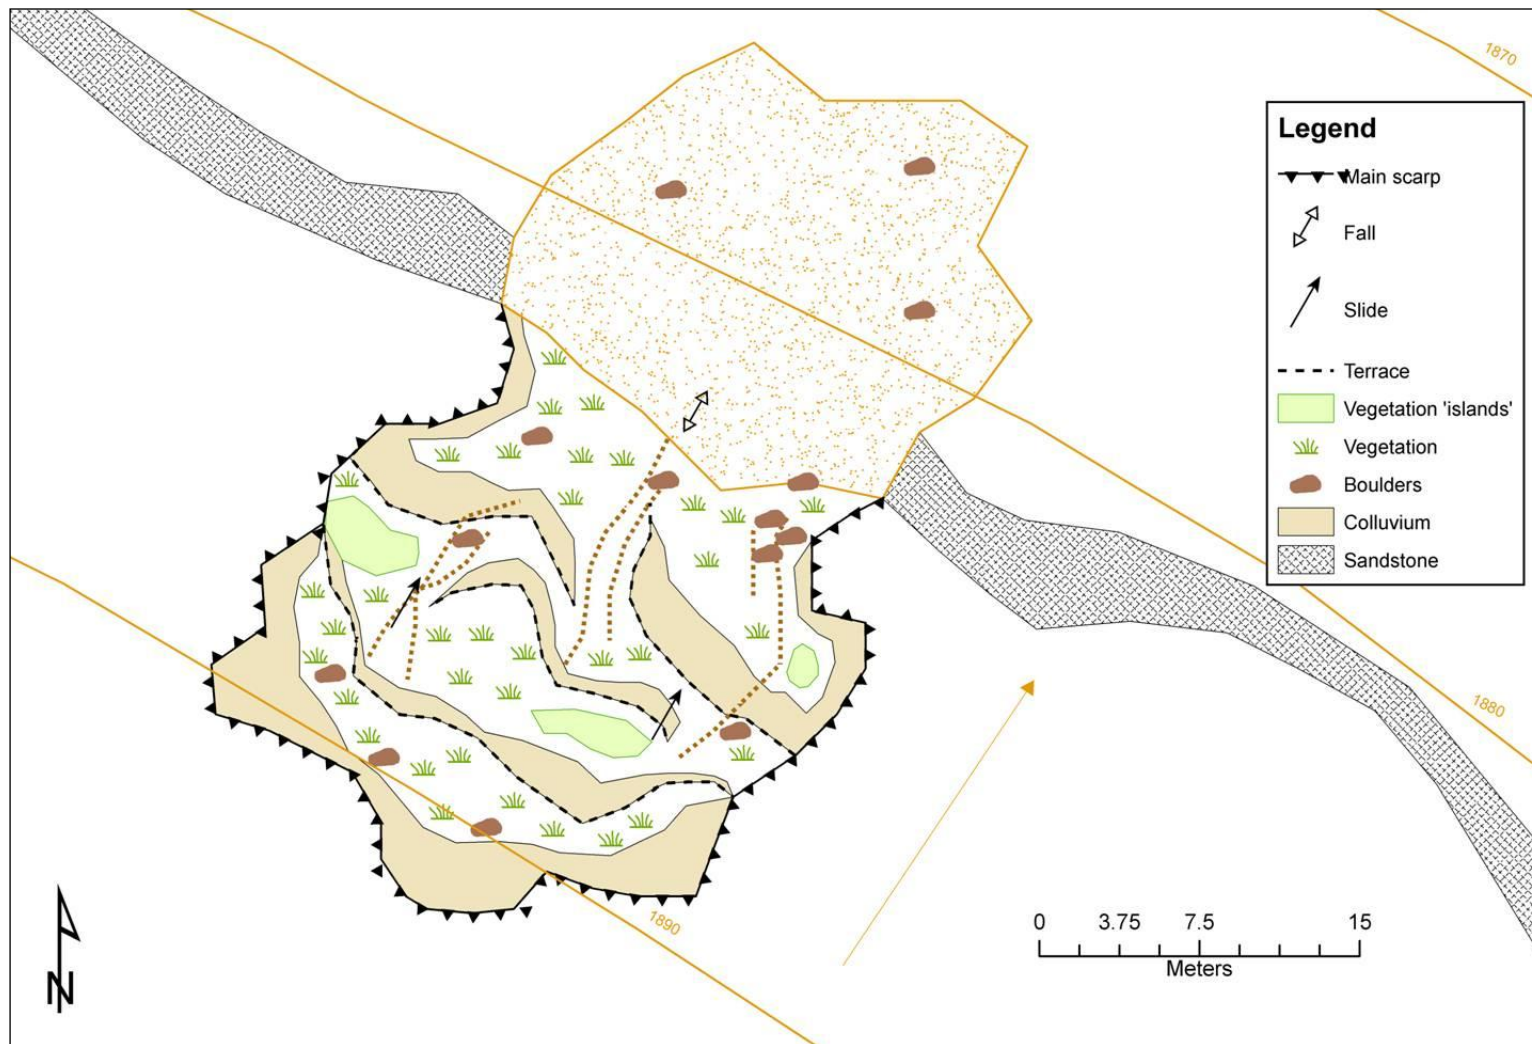 1870
Legend
Main scarp
Fall
Slide
Terrace
Vegetation 'islands'
Vegetation
Boulders
Colluvium
Sandstone
1880
1890
0 3.75 7.5 15
Meters
N